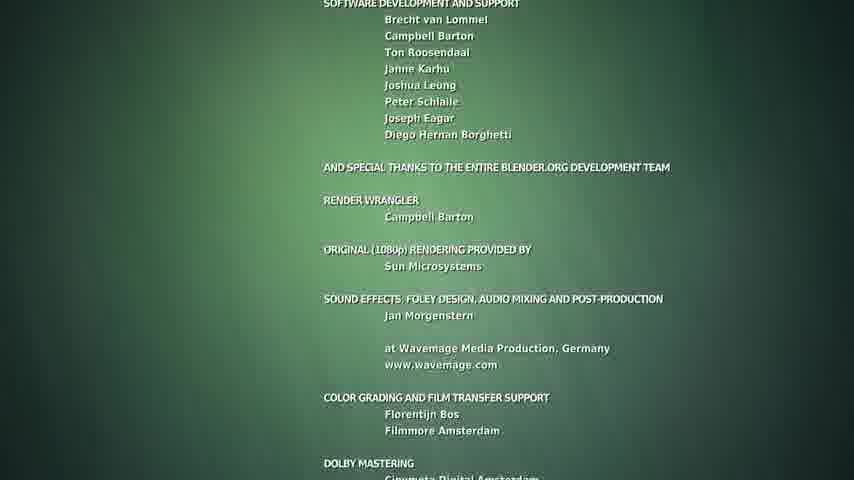 SOFTWARE DEVELOPMENT AND SUPPORT
Brecht van Lommel
Campbell Barton
Ton Roosendaal
Janne Karhu
Joshua Leung
Peter Schlaile
Joseph Eagar
Diego Hernan Borghetti
AND SPECIAL THANKS TO THE ENTIRE BLENDER.ORG DEVELOPMENT TEAM
RENDER WRANGLER
Campbell Barton
ORIGINAL (1080p) RENDERING PROVIDED BY
Sun Microsystems
SOUND EFFECTS, FOLEY DESIGN, AUDIO MIXING AND POST-PRODUCTION
Jan Morgenstern
at Wavemage Media Production, Germany
www.wavemage.com
COLOR GRADING AND FILM TRANSFER SUPPORT
Florentijn Bos
Filmmore Amsterdam
DOLBY MASTERING
Cinemeta Digital Amsterdam